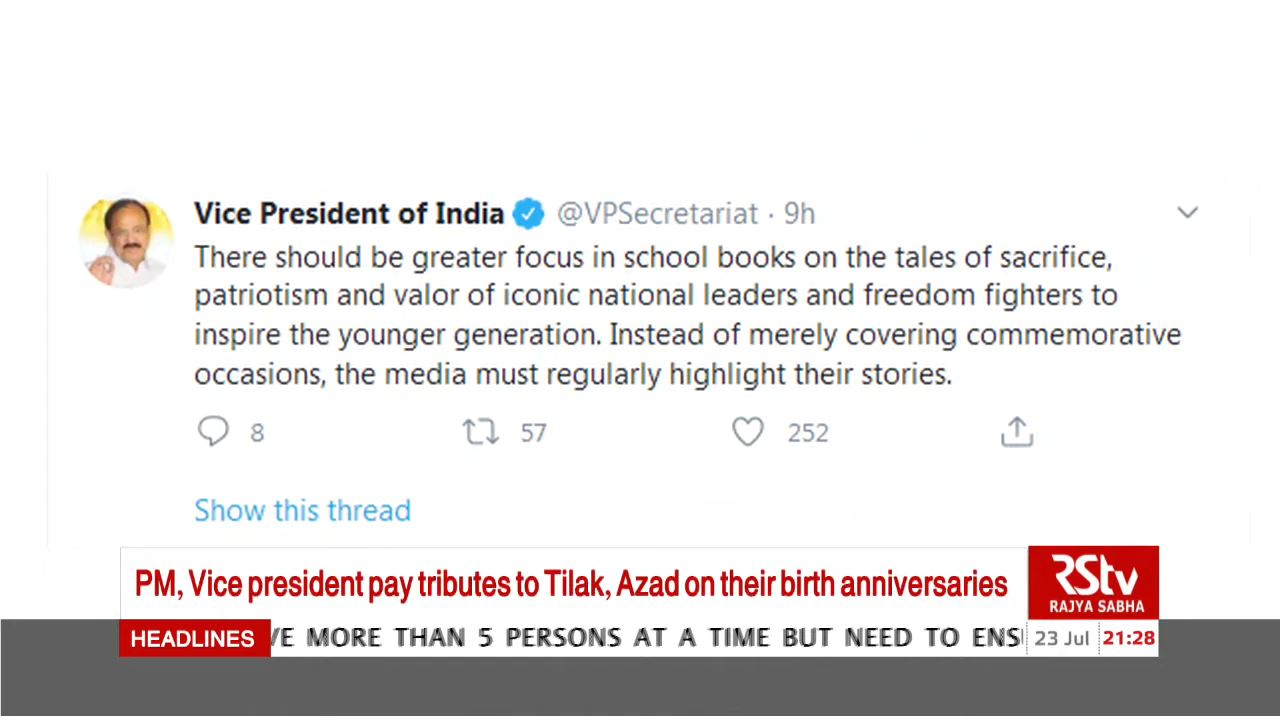 Vice President of India @VPSecretariat · 9h
There should be greater focus in school books on the tales of sacrifice,
patriotism and valor of iconic national leaders and freedom fighters to
inspire the younger generation. Instead of merely covering commemorative
occasions, the media must regularly highlight their stories.
8 57 252
Show this thread
PM, Vice president pay tributes to Tilak, Azad on their birth anniversaries
RStv
RAJYA SABHA
HEADLINES MORE THAN 5 PERSONS AT A TIME BUT NEED TO 23 Jul 21:28